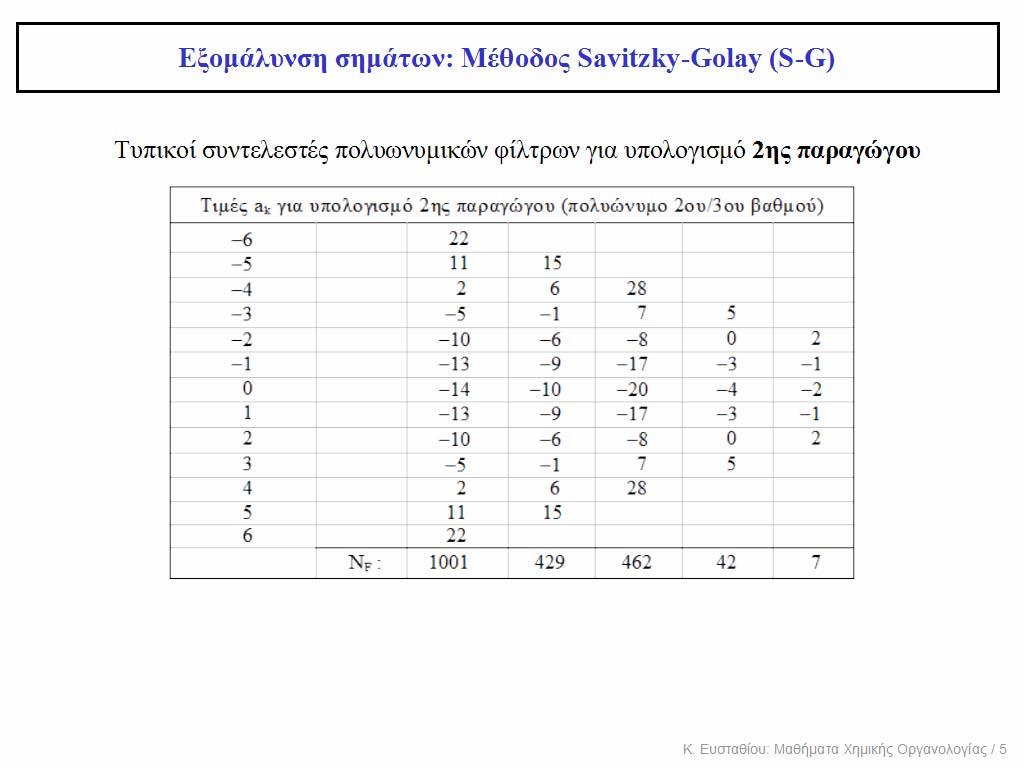 Εξομάλυνση σημάτων: Μέθοδος Savitzky-Golay (S-G)
Τυπικοί συντελεστές πολυωνυμικών φίλτρων για υπολογισμό 2ης παραγώγου
Τιμές ak για υπολογισμό 2ης παραγώγου (πολυώνυμο 2ου/3ου βαθμού)
−6 22
−5 11 15
−4 2 6 28
−3 −5 −1 7 5
−2 −10 −6 −8 0 2
−1 −13 −9 −17 −3 −1
0 −14 −10 −20 −4 −2
1 −13 −9 −17 −3 −1
2 −10 −6 −8 0 2
3 −5 −1 7 5
4 2 6 28
5 11 15
6 22
NF : 1001 429 462 42 7
Κ. Ευσταθίου: Μαθήματα Χημικής Οργανολογίας / 5